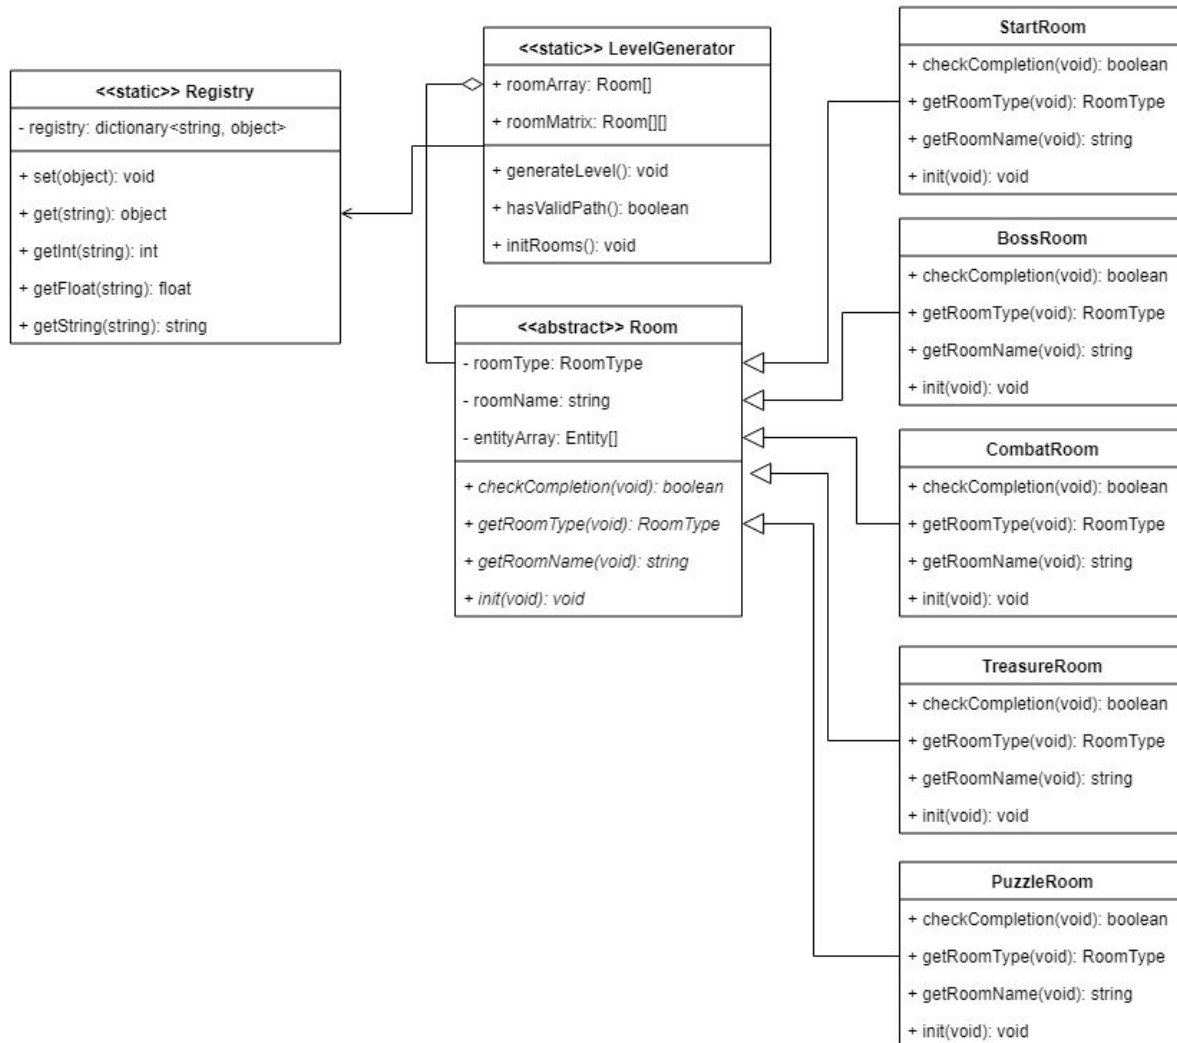 <<static>> Registry
- registry: dictionary<string, object>
+ set(object): void
+ get(string): object
+ getInt(string): int
+ getFloat(string): float
+ getString(string): string
<<static>> LevelGenerator
+ roomArray: Room[]
+ roomMatrix: Room[][]
+ generateLevel(): void
+ hasValidPath(): boolean
+ initRooms(): void
<<abstract>> Room
- roomType: RoomType
- roomName: string
- entityArray: Entity[]
+ checkCompletion(void): boolean
+ getRoomType(void): RoomType
+ getRoomName(void): string
+ init(void): void
StartRoom
+ checkCompletion(void): boolean
+ getRoomType(void): RoomType
+ getRoomName(void): string
+ init(void): void
BossRoom
+ checkCompletion(void): boolean
+ getRoomType(void): RoomType
+ getRoomName(void): string
+ init(void): void
CombatRoom
+ checkCompletion(void): boolean
+ getRoomType(void): RoomType
+ getRoomName(void): string
+ init(void): void
TreasureRoom
+ checkCompletion(void): boolean
+ getRoomType(void): RoomType
+ getRoomName(void): string
+ init(void): void
PuzzleRoom
+ checkCompletion(void): boolean
+ getRoomType(void): RoomType
+ getRoomName(void): string
+ init(void): void